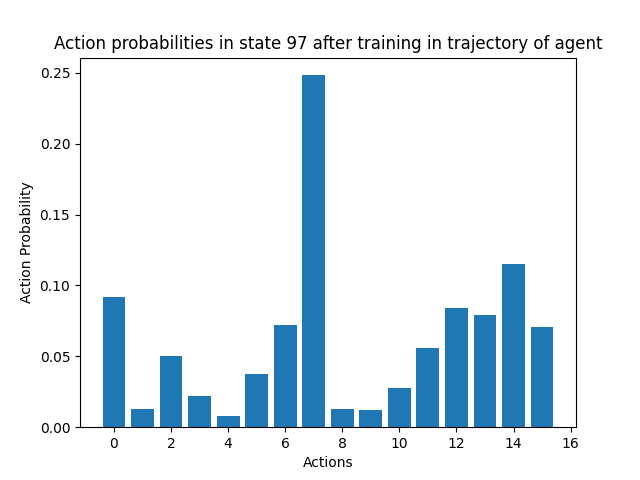 Action probabilities in state 97 after training in trajectory of agent
0.25
0.20
0.15
0.10
0.05
0.00
Action Probability
0 2 4 6 8 10 12 14 16
Actions